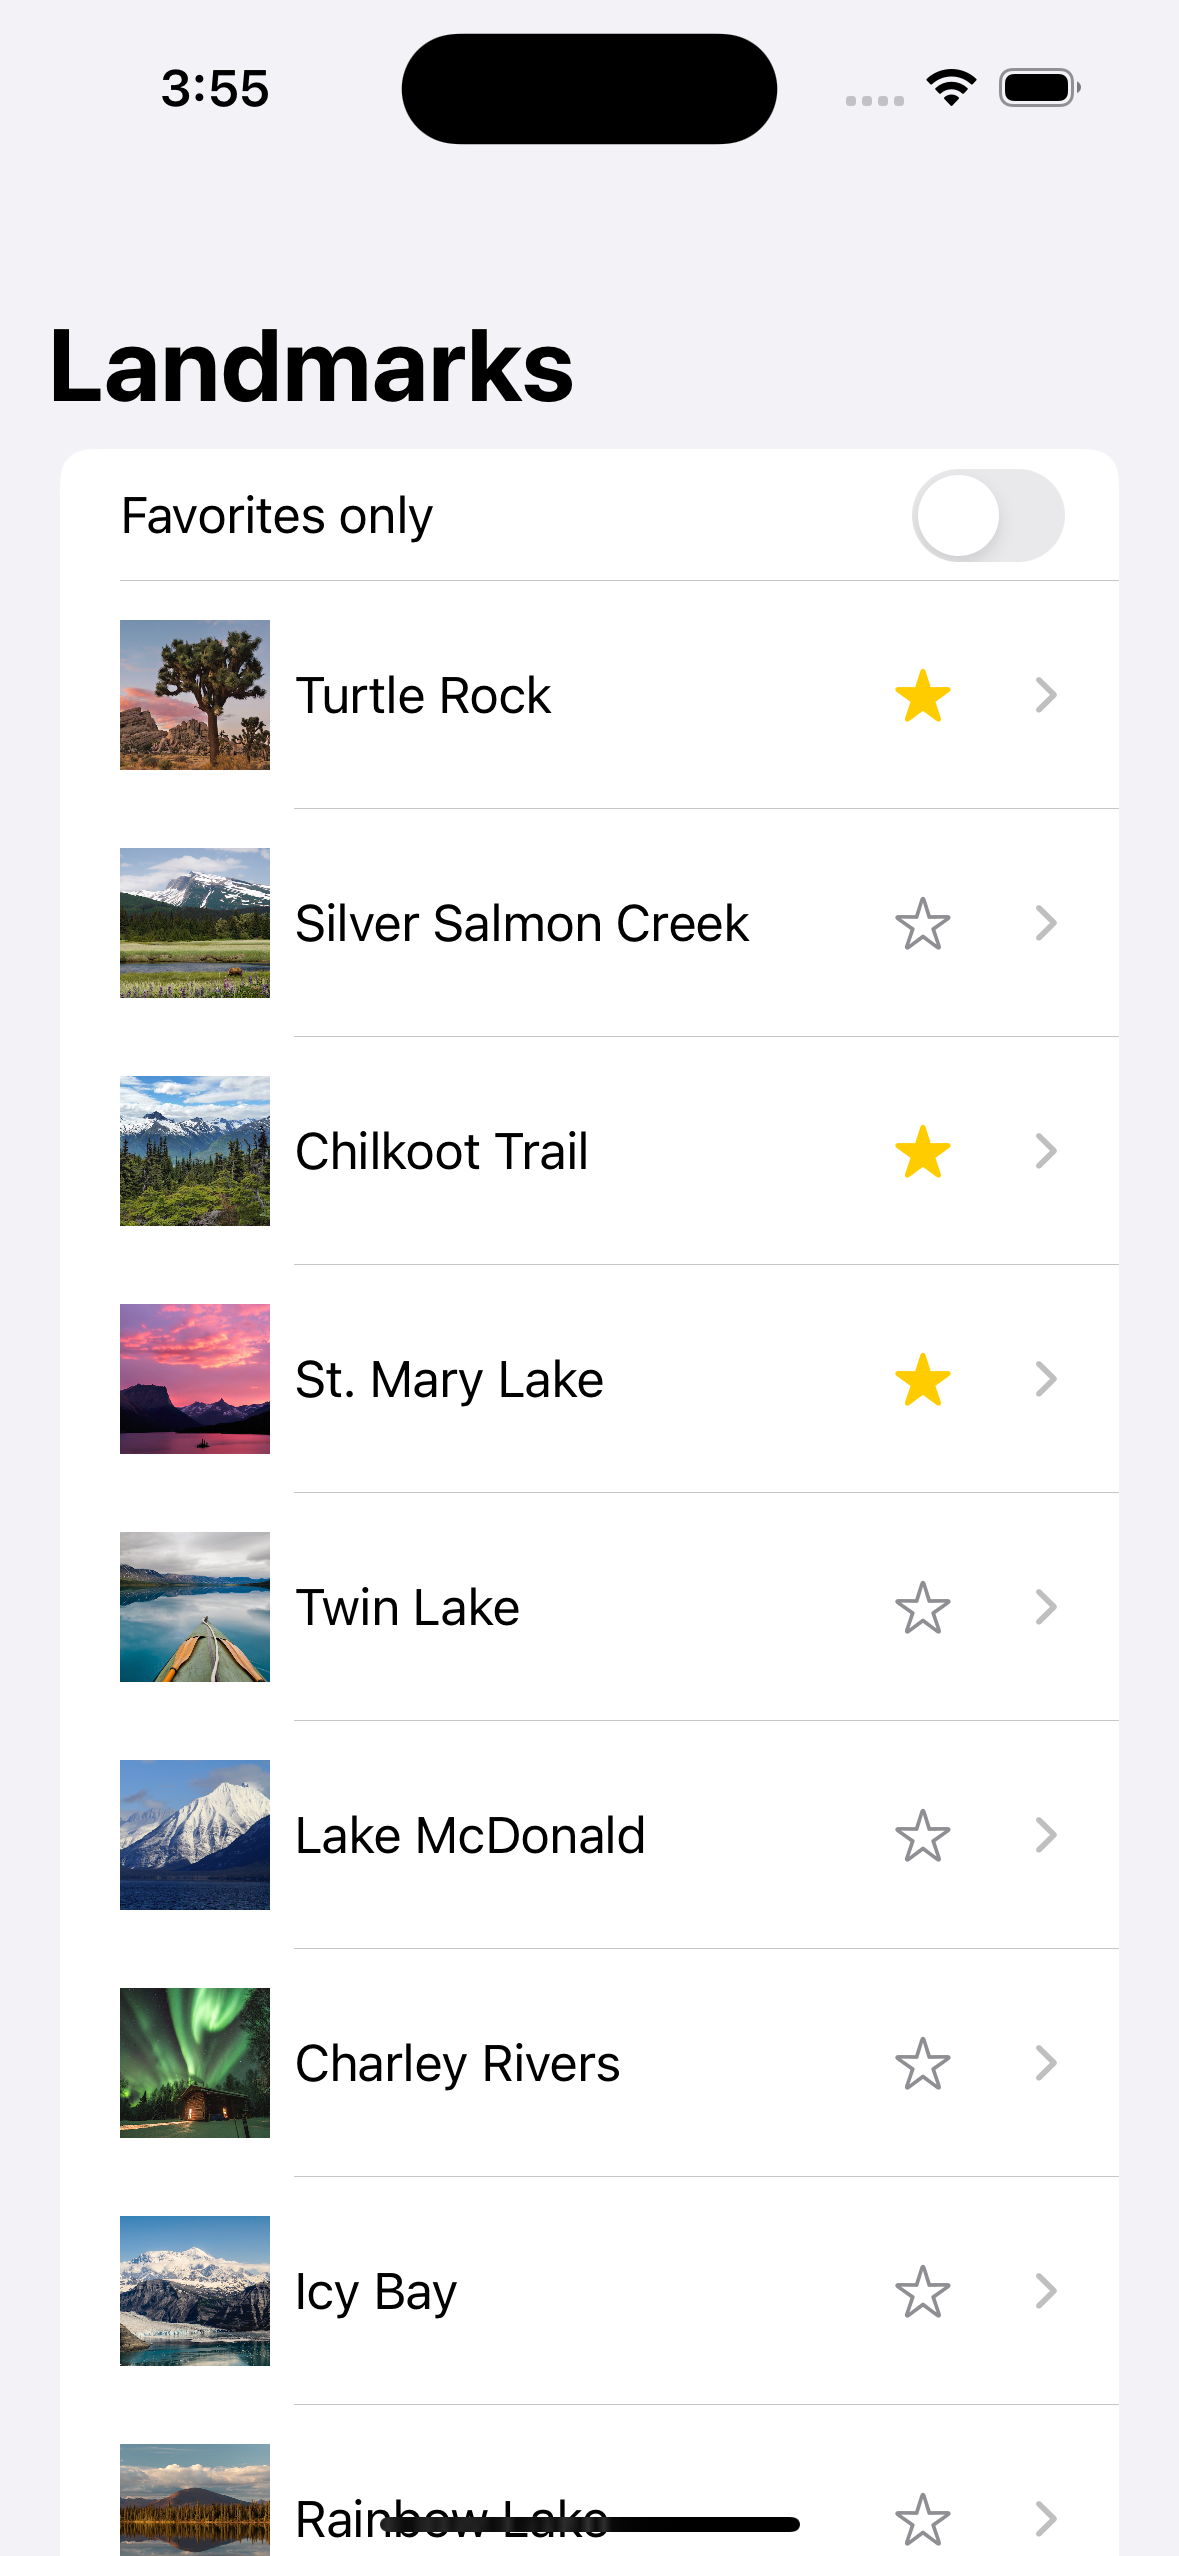 3:55
Landmarks
Favorites only
Turtle Rock
Silver Salmon Creek
Chilkoot Trail
St. Mary Lake
Twin Lake
Lake McDonald
Charley Rivers
Icy Bay
Rainbow Lake